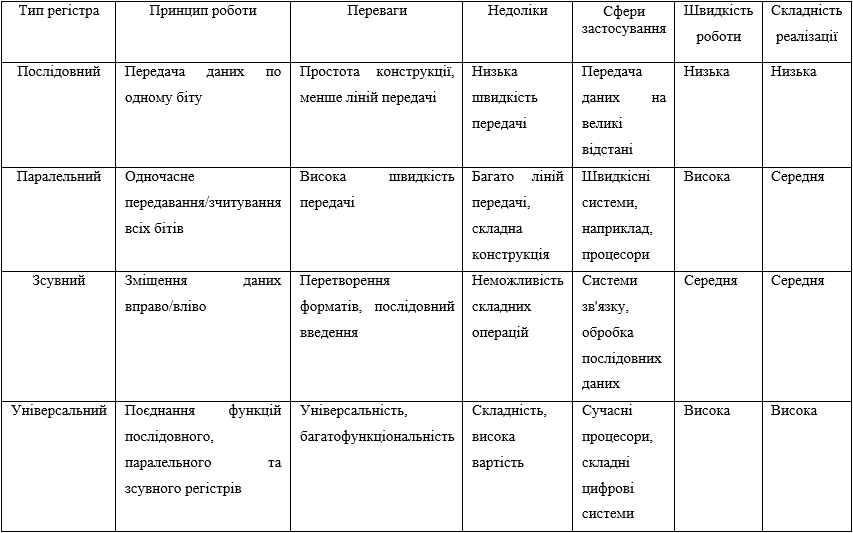 Тип регістра
Принцип роботи
Переваги
Недоліки
Сфери
застосування
Швидкість
роботи
Складність
реалізації
Послідовний
Передача даних по
одному біту
Простота конструкції,
менше ліній передачі
Низька
швидкість
передачі
Передача
даних на
великі
відстані
Низька
Низька
Паралельний
Одночасне
передавання/зчитування
всіх бітів
Висока швидкість
передачі
Багато ліній
передачі,
складна
конструкція
Швидкісні
системи,
наприклад,
процесори
Висока
Середня
Зсувний
Зміщення даних
вправо/вліво
Перетворення
форматів, послідовний
введення
Неможливість
складних
операцій
Системи
зв'язку,
обробка
послідовних
даних
Середня
Середня
Універсальний
Поєднання функцій
послідовного,
паралельного та
зсувного регістрів
Універсальність,
багатофункціональність
Складність,
висока
вартість
Сучасні
процесори,
складні
цифрові
системи
Висока
Висока